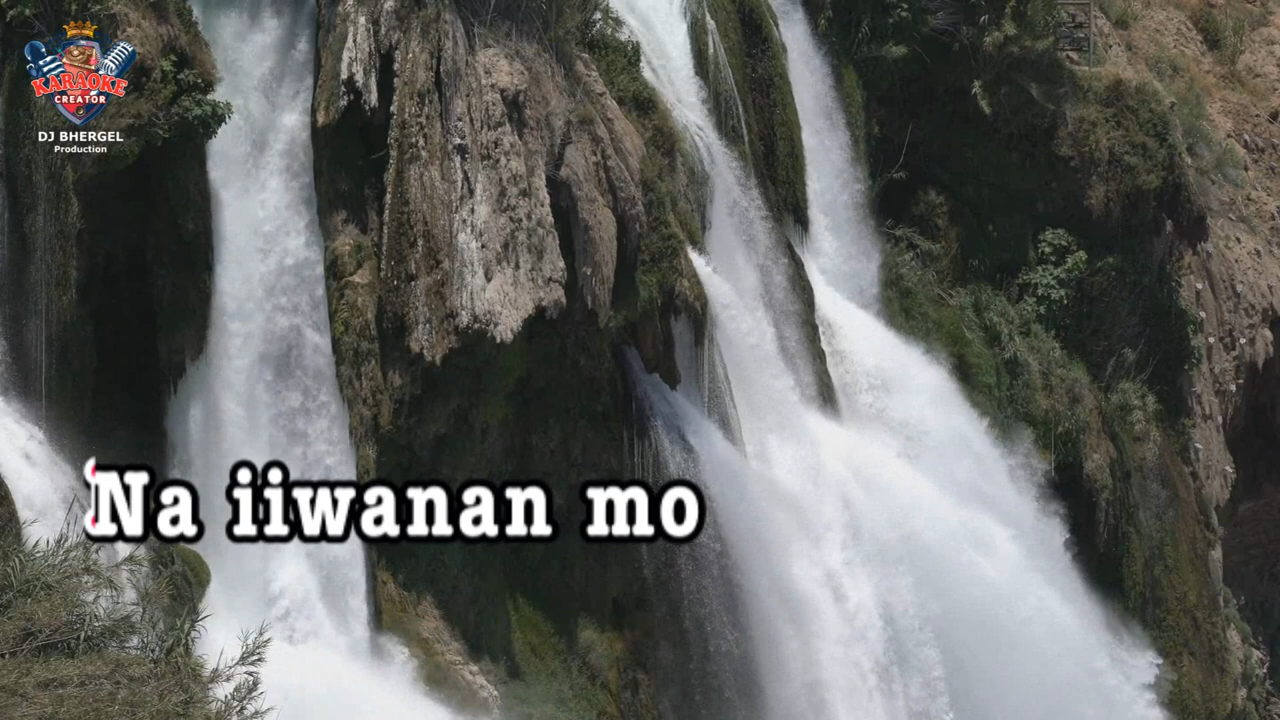 KARAOKE
CREATOR
DJ BHERGEL
Production
Na iiwanan mo